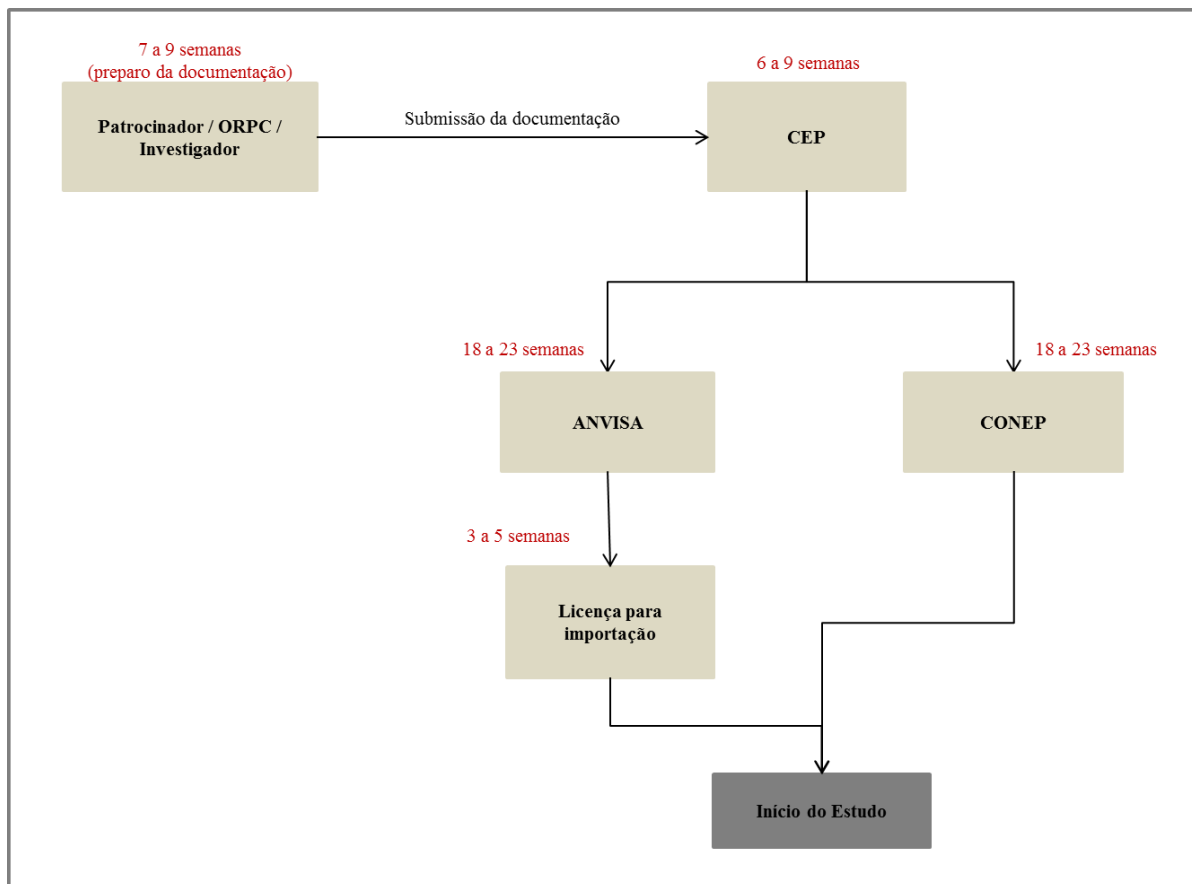 7 a 9 semanas
(preparo da documentação)
Patrocinador / ORPC /
Investigador
Submissão da documentação
6 a 9 semanas
CEP
18 a 23 semanas
ANVISA
18 a 23 semanas
CONEP
3 a 5 semanas
Licença para
importação
Início do Estudo